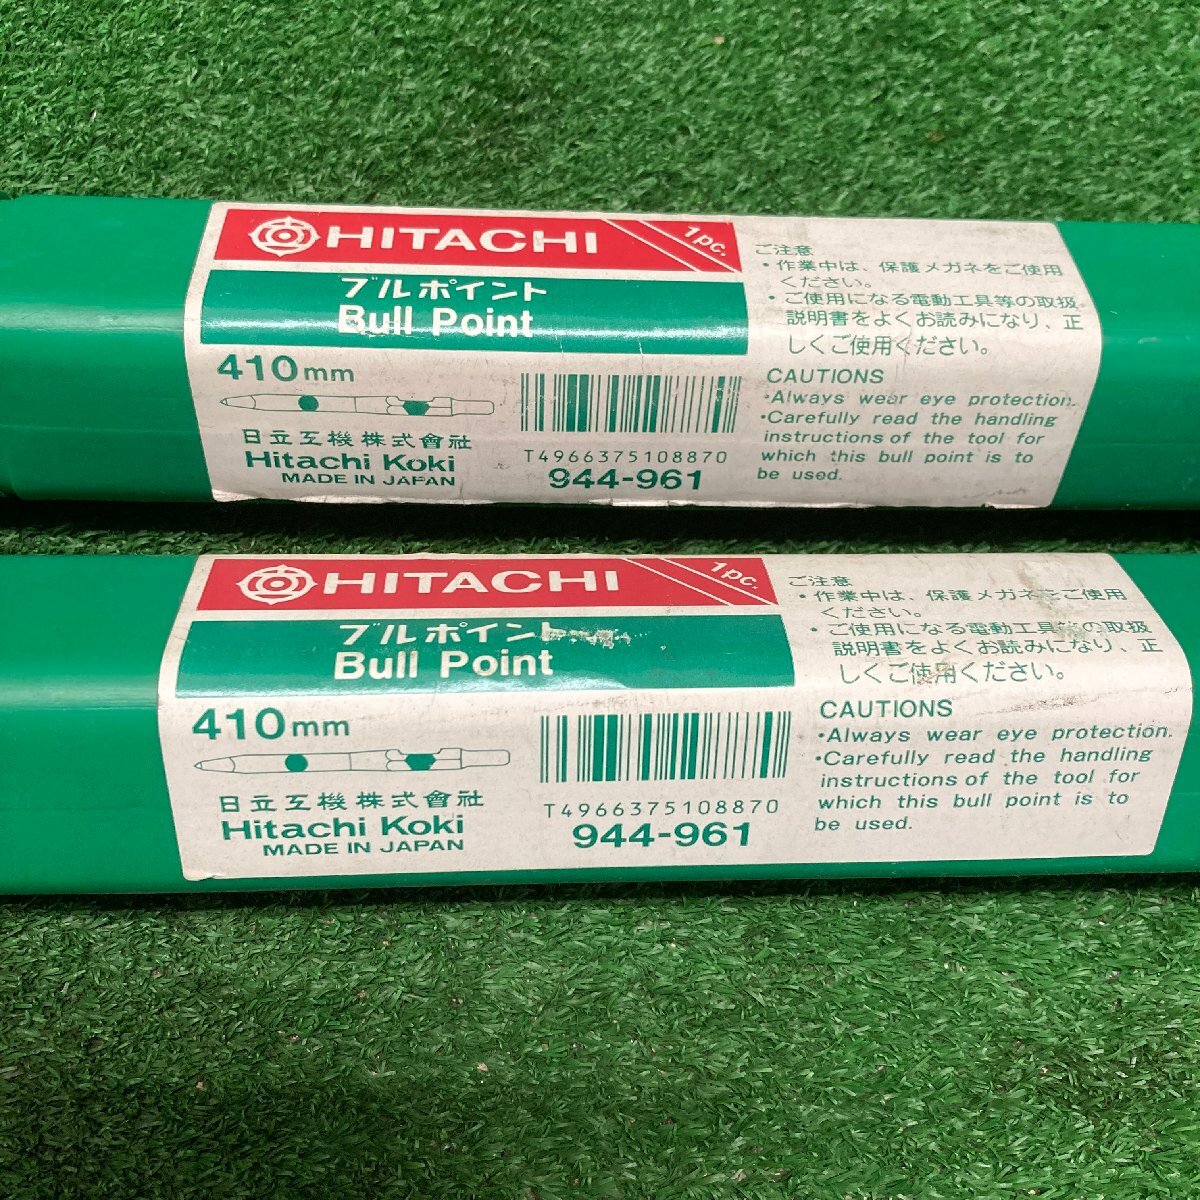 HITACHI
1pc.
ブルポイント
Bull Point
410mm
日立工機株式會社
Hitachi Koki
MADE IN JAPAN
T4966375108870
944-961
ご注意
・作業中は、保護メガネをご使用
ください。
・ご使用になる電動工具等の取扱
説明書をよくお読みになり、正
しくご使用ください。
CAUTIONS
•Always wear eye protection.
•Carefully read the handling
instructions of the tool for
which this bull point is to
be used.
HITACHI
1pc.
ブルポイント
Bull Point
410mm
日立工機株式會社
Hitachi Koki
MADE IN JAPAN
T4966375108870
944-961
ご注意
・作業中は、保護メガネをご使用
ください。
・ご使用になる電動工具等の取扱
説明書をよくお読みになり、正
しくご使用ください。
CAUTIONS
•Always wear eye protection.
•Carefully read the handling
instructions of the tool for
which this bull point is to
be used.